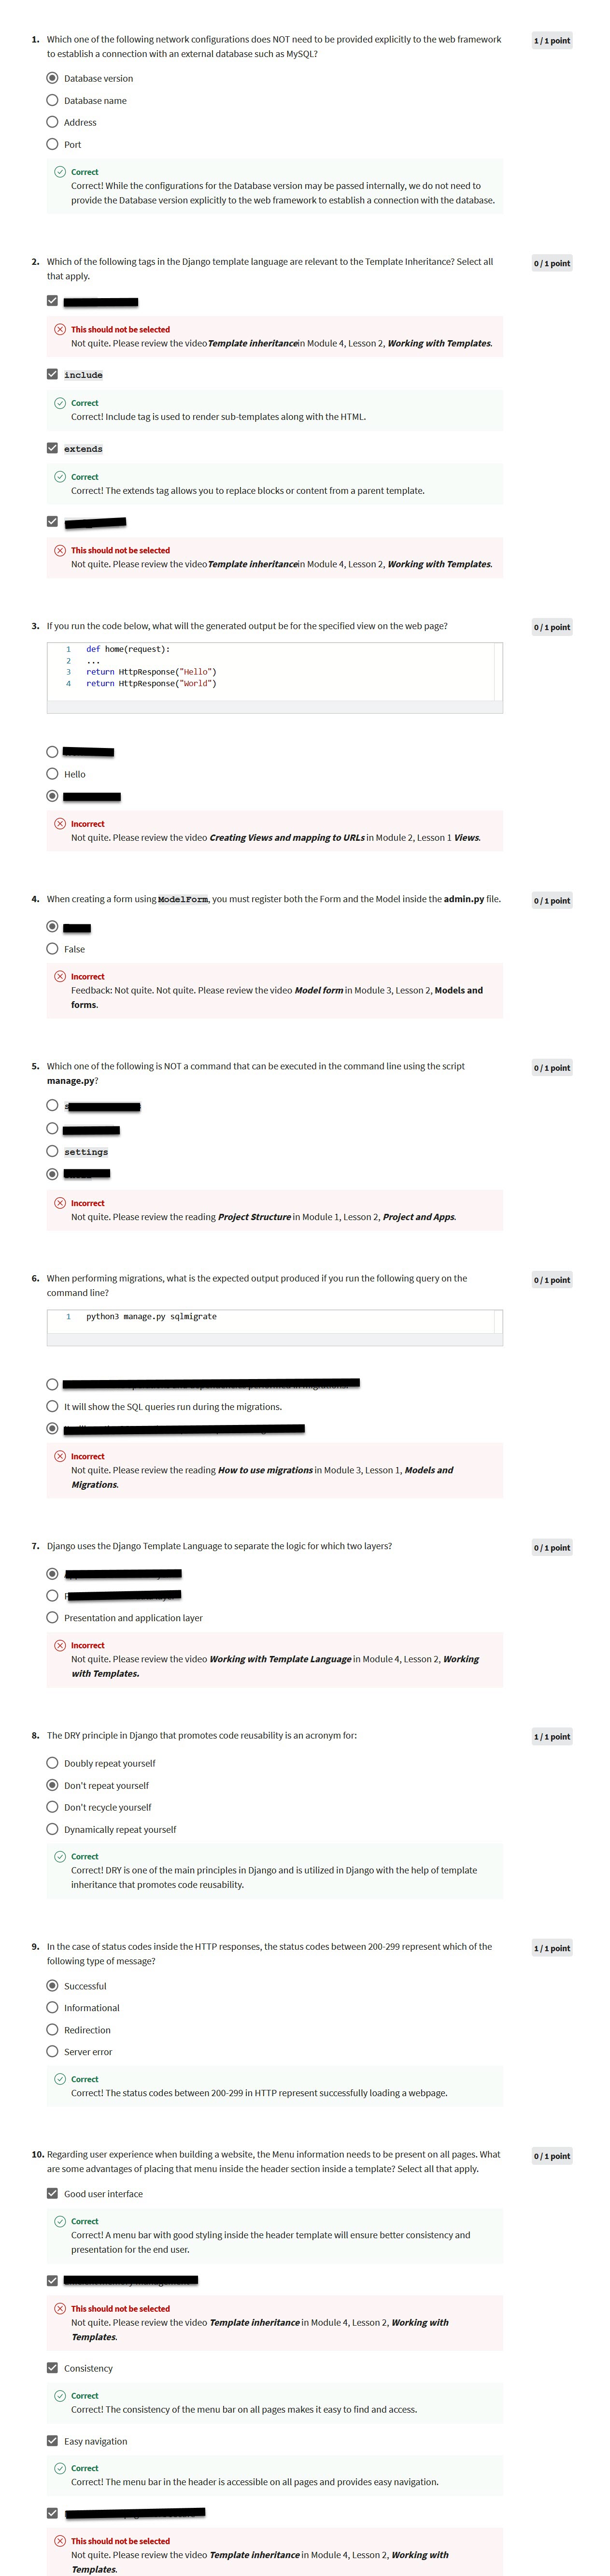 1. Which one of the following network configurations does NOT need to be provided explicitly to the web framework
to establish a connection with an external database such as MySQL?
1 / 1 point
Database version
Database name
Address
Port
Correct
Correct! While the configurations for the Database version may be passed internally, we do not need to
provide the Database version explicitly to the web framework to establish a connection with the database.
2. Which of the following tags in the Django template language are relevant to the Template Inheritance? Select all
that apply.
0 / 1 point
This should not be selected
Not quite. Please review the video Template inheritancein Module 4, Lesson 2, Working with Templates.
include
Correct
Correct! Include tag is used to render sub-templates along with the HTML.
extends
Correct
Correct! The extends tag allows you to replace blocks or content from a parent template.
This should not be selected
Not quite. Please review the video Template inheritancein Module 4, Lesson 2, Working with Templates.
3. If you run the code below, what will the generated output be for the specified view on the web page?
0 / 1 point
1 def home(request):
2 ...
3 return HttpResponse("Hello")
4 return HttpResponse("World")
Hello
Incorrect
Not quite. Please review the video Creating Views and mapping to URLs in Module 2, Lesson 1 Views.
4. When creating a form using ModelForm, you must register both the Form and the Model inside the admin.py file.
0 / 1 point
False
Incorrect
Feedback: Not quite. Not quite. Please review the video Model form in Module 3, Lesson 2, Models and
forms.
5. Which one of the following is NOT a command that can be executed in the command line using the script
manage.py?
0 / 1 point
settings
Incorrect
Not quite. Please review the reading Project Structure in Module 1, Lesson 2, Project and Apps.
6. When performing migrations, what is the expected output produced if you run the following query on the
command line?
0 / 1 point
1 python3 manage.py sqlmigrate
It will show the SQL queries run during the migrations.
Incorrect
Not quite. Please review the reading How to use migrations in Module 3, Lesson 1, Models and
Migrations.
7. Django uses the Django Template Language to separate the logic for which two layers?
0 / 1 point
Presentation and application layer
Incorrect
Not quite. Please review the video Working with Template Language in Module 4, Lesson 2, Working
with Templates.
8. The DRY principle in Django that promotes code reusability is an acronym for:
1 / 1 point
Doubly repeat yourself
Don't repeat yourself
Don't recycle yourself
Dynamically repeat yourself
Correct
Correct! DRY is one of the main principles in Django and is utilized in Django with the help of template
inheritance that promotes code reusability.
9. In the case of status codes inside the HTTP responses, the status codes between 200-299 represent which of the
following type of message?
1 / 1 point
Successful
Informational
Redirection
Server error
Correct
Correct! The status codes between 200-299 in HTTP represent successfully loading a webpage.
10. Regarding user experience when building a website, the Menu information needs to be present on all pages. What
are some advantages of placing that menu inside the header section inside a template? Select all that apply.
0 / 1 point
Good user interface
Correct
Correct! A menu bar with good styling inside the header template will ensure better consistency and
presentation for the end user.
This should not be selected
Not quite. Please review the video Template inheritance in Module 4, Lesson 2, Working with
Templates.
Consistency
Correct
Correct! The consistency of the menu bar on all pages makes it easy to find and access.
Easy navigation
Correct
Correct! The menu bar in the header is accessible on all pages and provides easy navigation.
This should not be selected
Not quite. Please review the video Template inheritance in Module 4, Lesson 2, Working with
Templates.